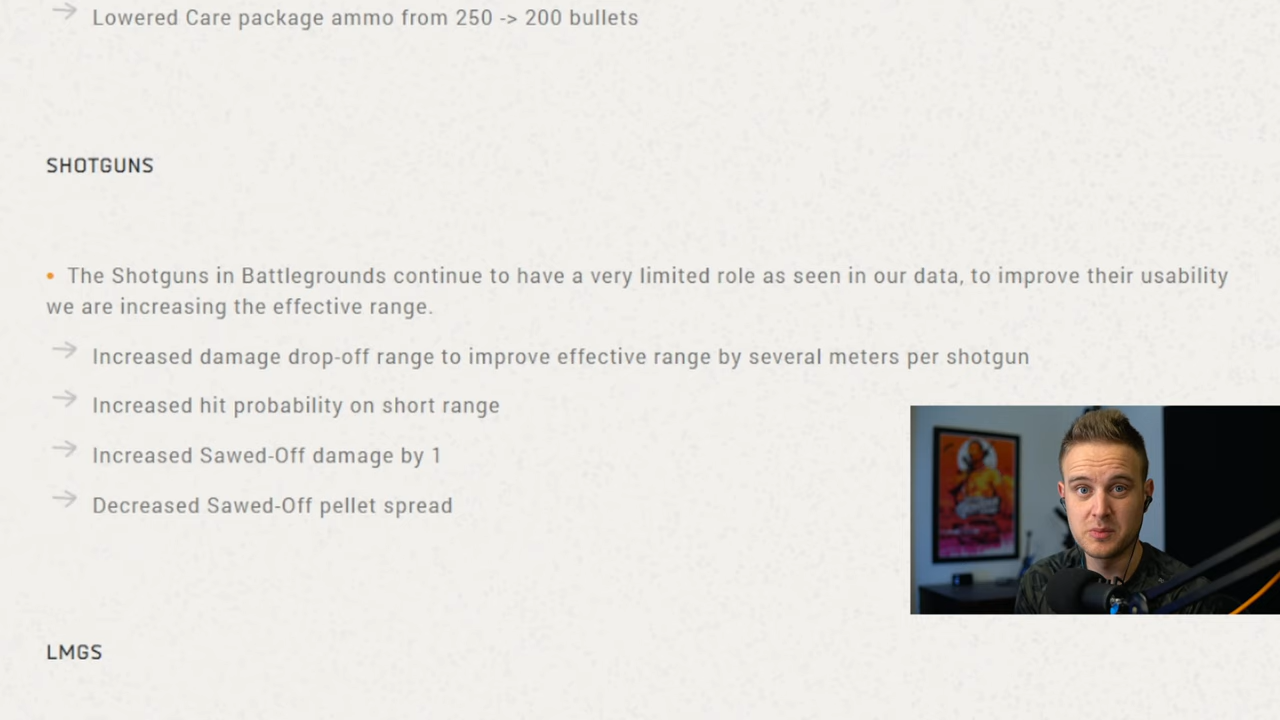 Lowered Care package ammo from 250 -> 200 bullets
SHOTGUNS
• The Shotguns in Battlegrounds continue to have a very limited role as seen in our data, to improve their usability
we are increasing the effective range.
→ Increased damage drop-off range to improve effective range by several meters per shotgun
→ Increased hit probability on short range
→ Increased Sawed-Off damage by 1
→ Decreased Sawed-Off pellet spread
LMGS